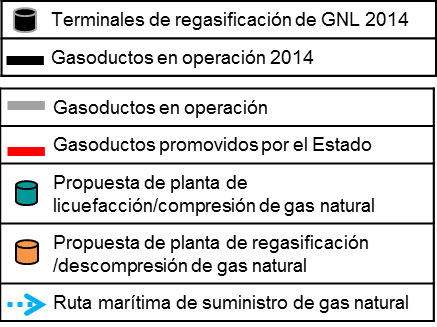 Terminales de regasificación de GNL 2014
Gasoductos en operación 2014
Gasoductos en operación
Gasoductos promovidos por el Estado
Propuesta de planta de
licuefacción/compresión de gas natural
Propuesta de planta de regasificación
/descompresión de gas natural
Ruta marítima de suministro de gas natural